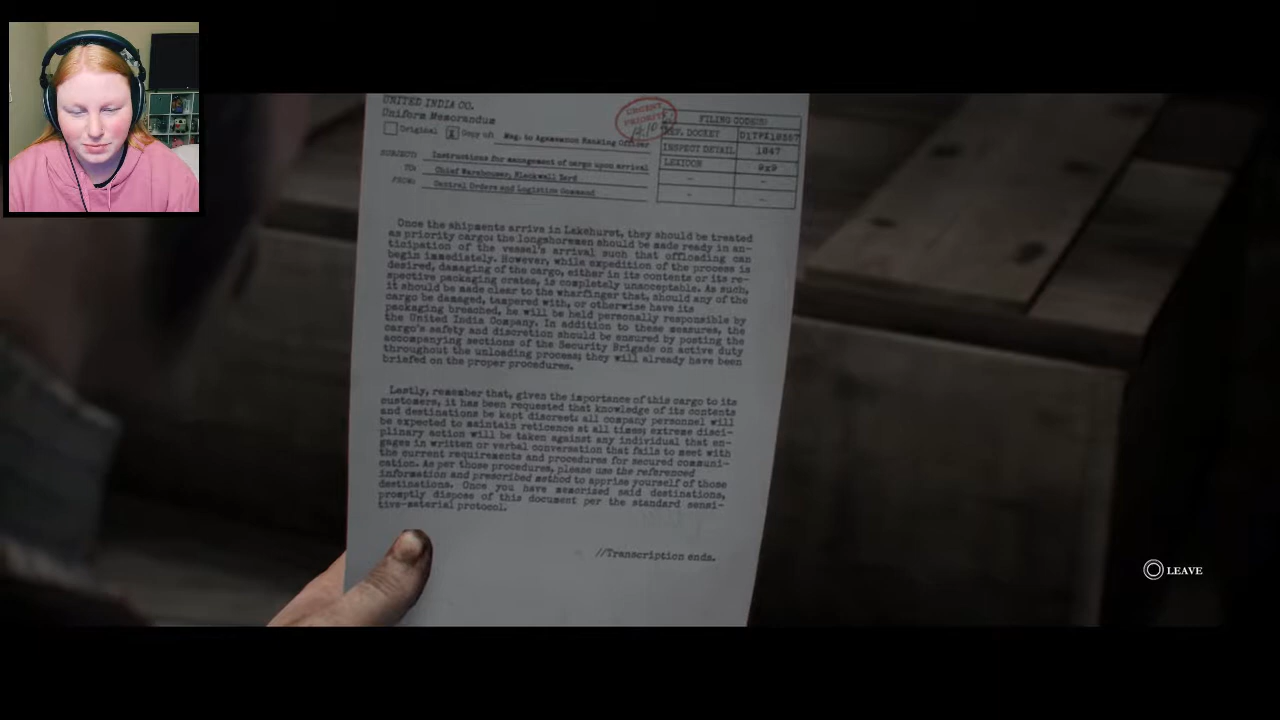 UNITED INDIA CO.
Uniform Memorandum
Original
Copy of: Msg. to Agamemnon Ranking Officer
SUBJECT: Instructions for management of cargo upon arrival
TO: Chief Warehouser, Blackwall Yard
FROM: Central Orders and Logistics Command
URGENT
PRIORITY
FILING CODES:
REF. DOCKET
INSPECT DETAIL 1847
LEXICON 9x9
Once the shipments arrive in Lakehurst, they should be treated
as priority cargo: the longshoremen should be made ready in an-
ticipation of the vessel's arrival such that offloading can
begin immediately. However, while expedition of the process is
desired, damaging of the cargo, either in its contents or its re-
spective packaging crates, is completely unacceptable. As such,
it should be made clear to the wharfinger that, should any of the
cargo be damaged, tampered with, or otherwise have its
packaging breached, he will be held personally responsible by
the United India Company. In addition to these measures, the
cargo's safety and discretion should be ensured by posting the
accompanying sections of the Security Brigade on active duty
throughout the unloading process; they will already have been
briefed on the proper procedures.
Lastly, remember that, given the importance of this cargo to its
customers, it has been requested that knowledge of its contents
and destinations be kept discreet: all company personnel will
be expected to maintain reticence at all times; extreme disci-
plinary action will be taken against any individual that en-
gages in written or verbal conversation that fails to meet with
the current requirements and procedures for secured communi-
cation. As per those procedures, please use the referenced
information and prescribed method to apprise yourself of those
destinations. Once you have memorised said destinations,
promptly dispose of this document per the standard sensi-
tive-material protocol.
//Transcription ends.
LEAVE